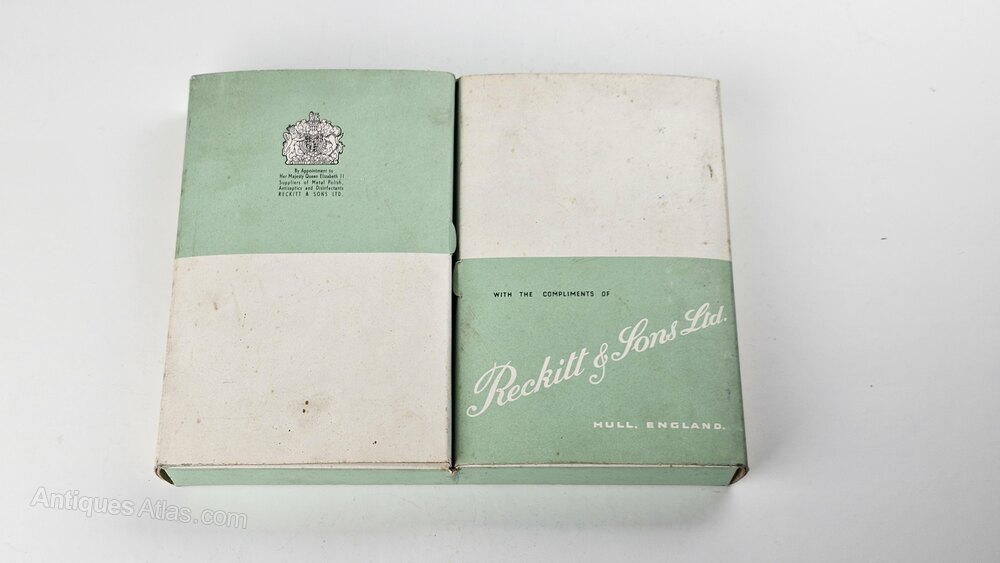 By Appointment to
Her Majesty Queen Elizabeth II
Suppliers of Metal Polish,
Antiseptics and Disinfectants
RECKITT & SONS LTD.
WITH THE COMPLIMENTS OF
Reckitt & Sons Ltd.
HULL, ENGLAND.
AntiquesAtlas.com